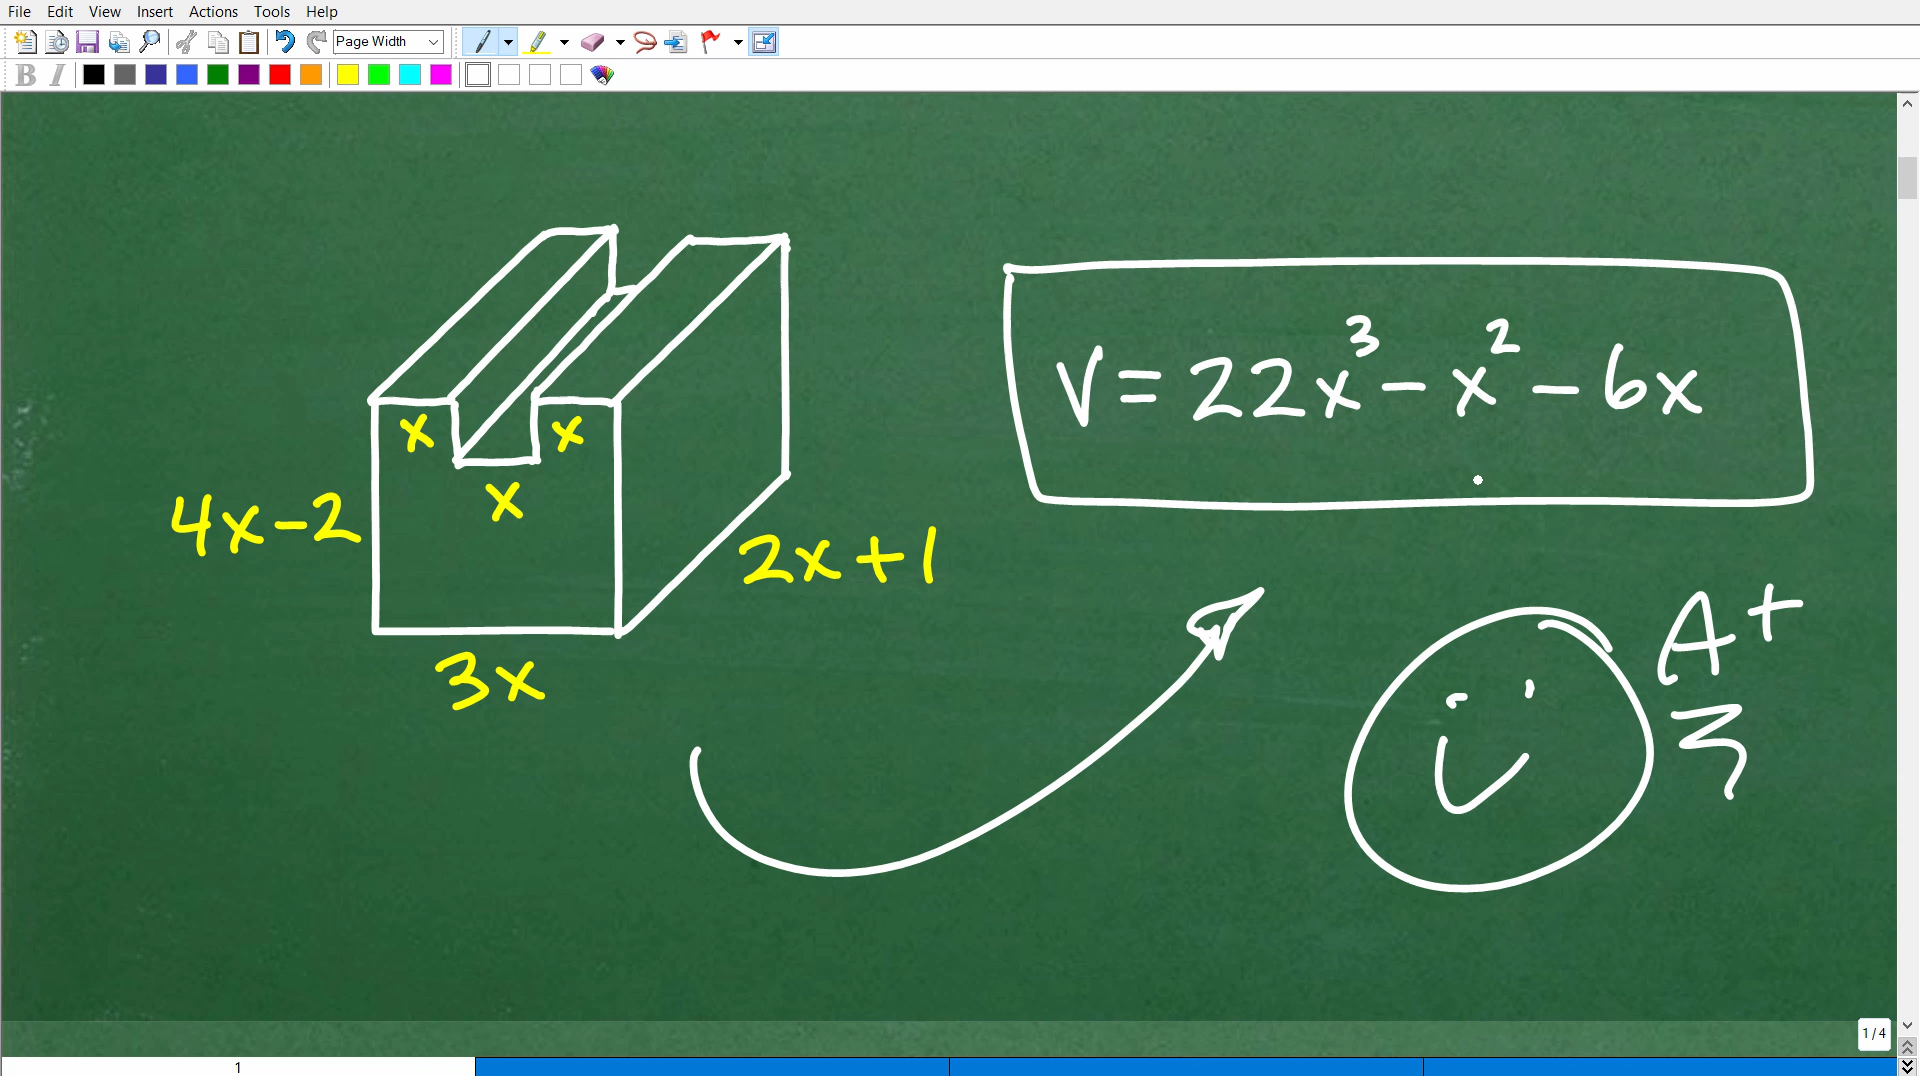 File Edit View Insert Actions Tools Help
Page Width
B I
x x
x
4x-2
2x+1
3x
V = 22x³ - x² - 6x
A+
1 / 4
1